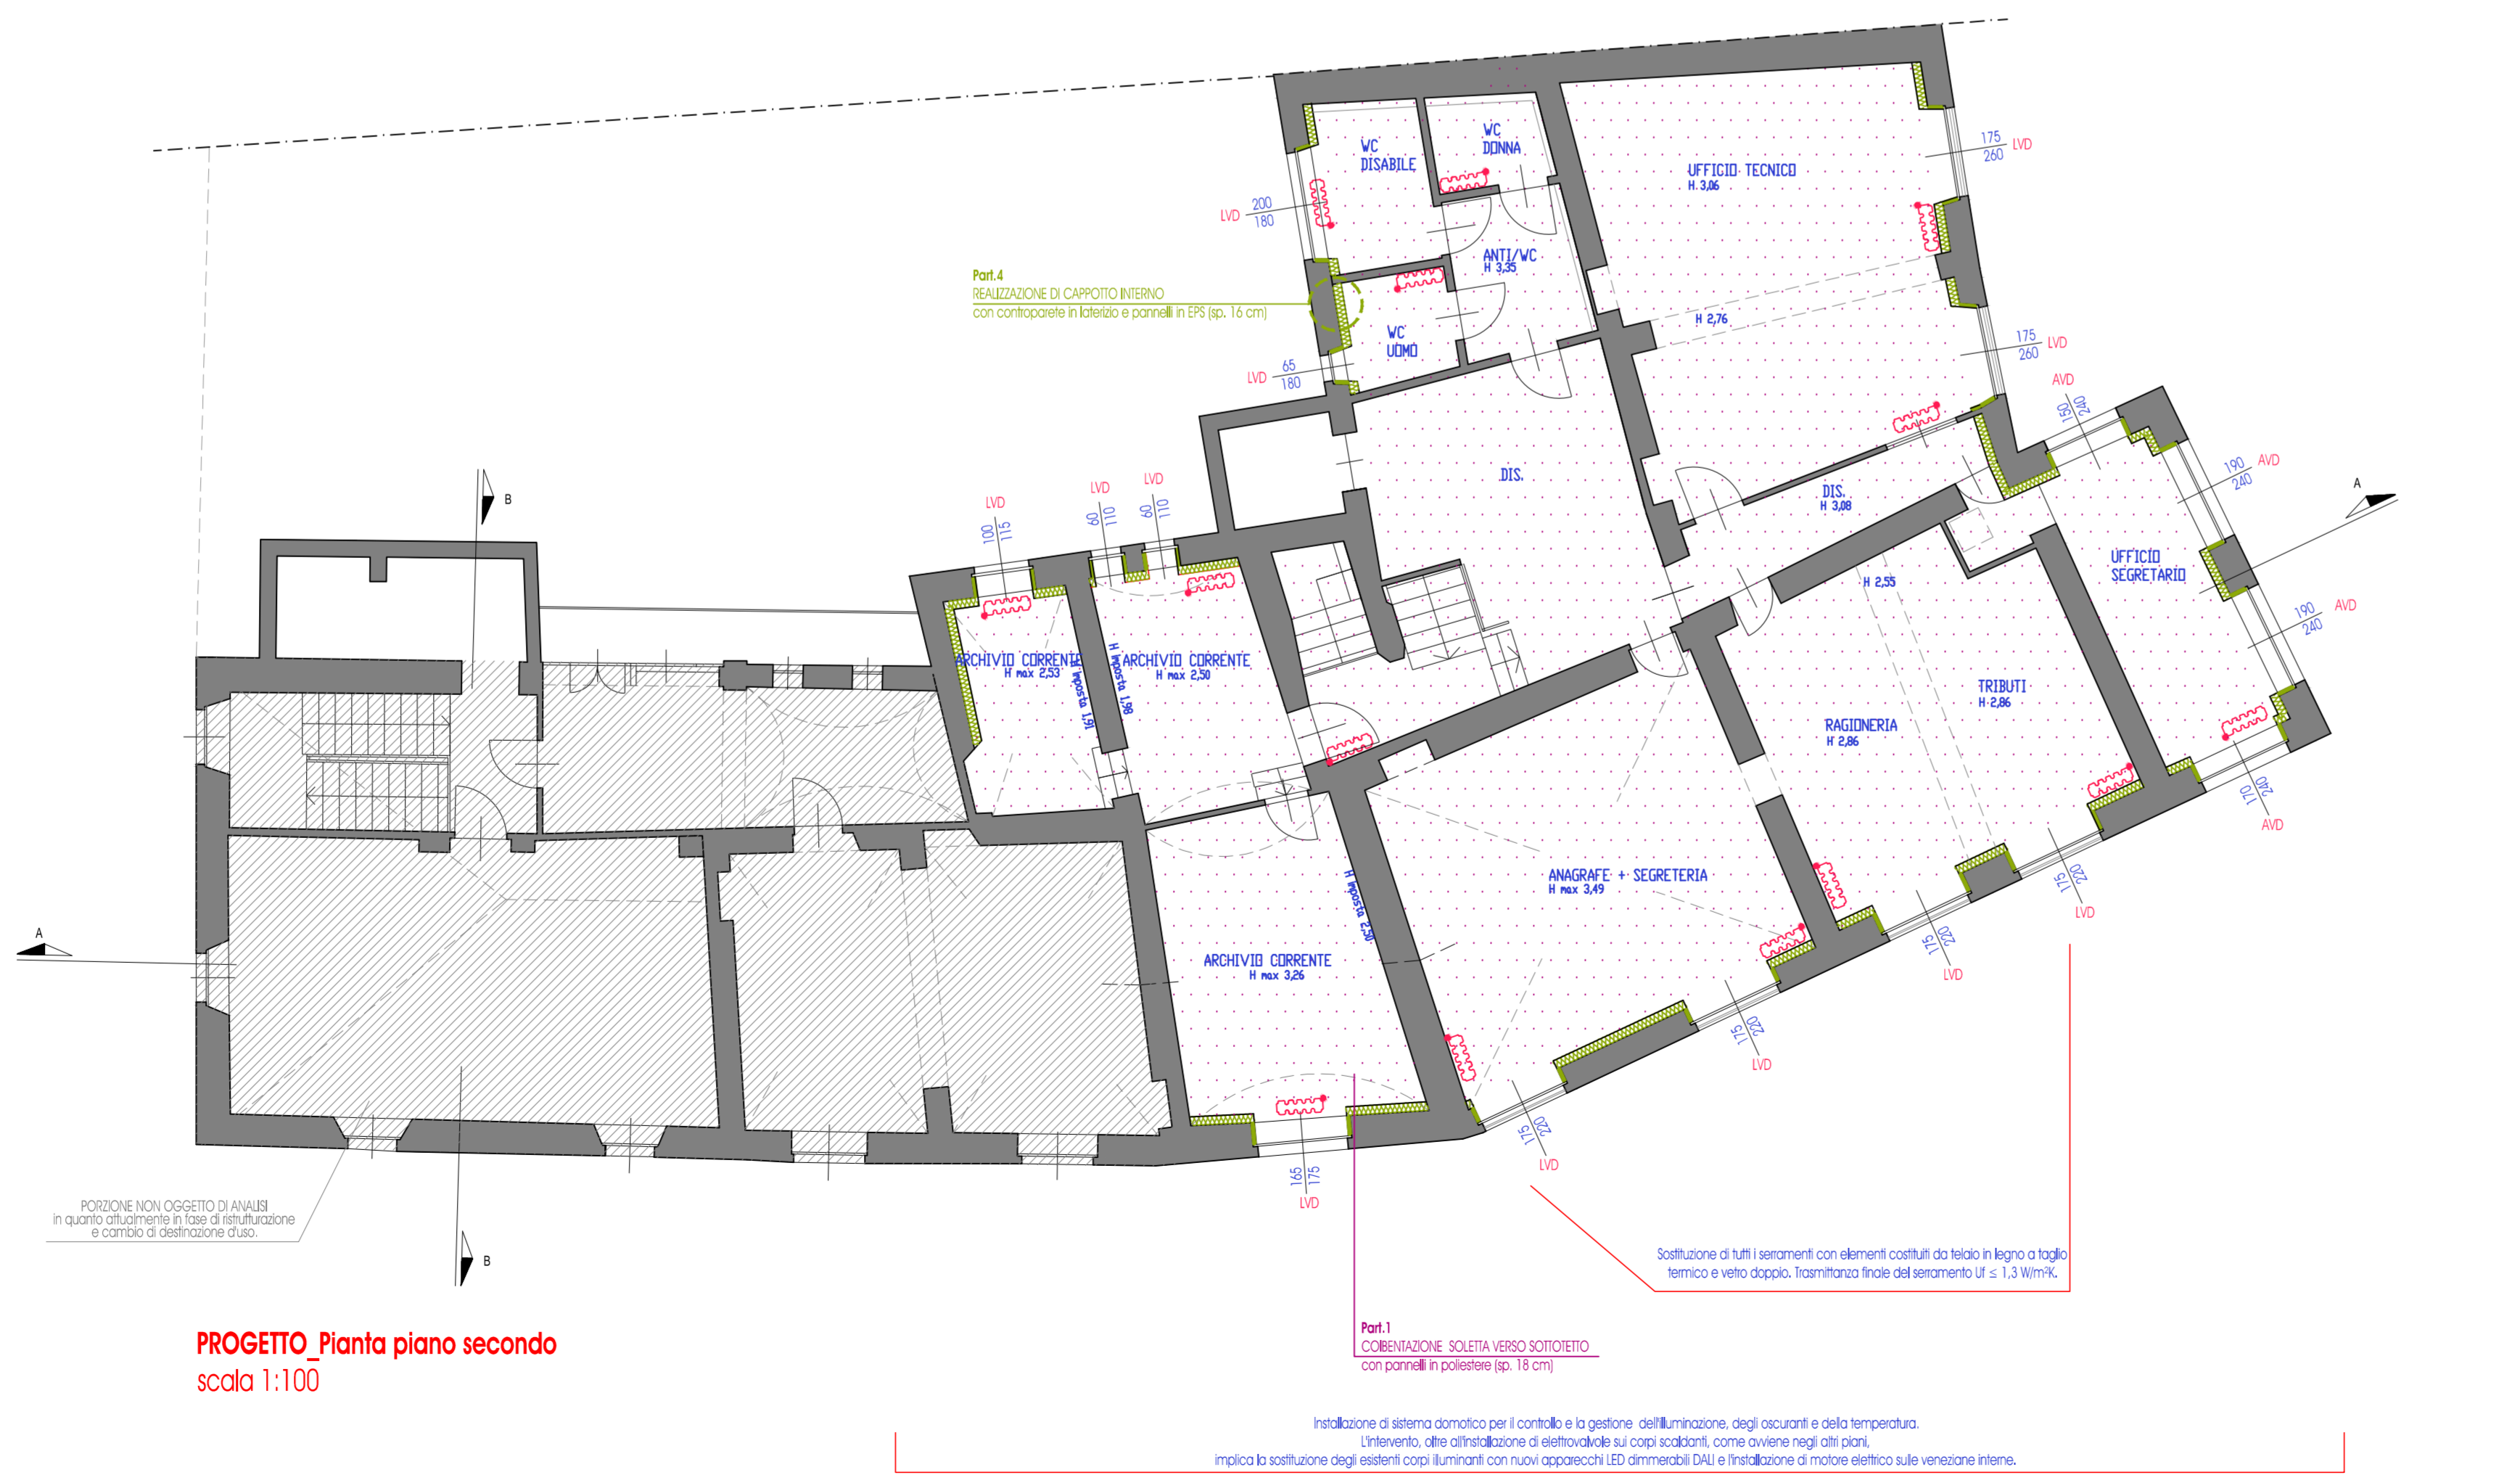 WC
DISABILE
WC
DONNA
UFFICIO TECNICO
H. 3,06
175
260
LVD
LVD
200
180
ANTI/WC
H 3,35
Part.4
REALIZZAZIONE DI CAPPOTTO INTERNO
con controparete in laterizio e pannelli in EPS (sp. 16 cm)
H 2,76
WC
UOMO
175
260
LVD
LVD
65
180
AVD
150
240
190
240
AVD
DIS.
DIS.
H 3,08
A
B
LVD
100
115
LVD
60
110
LVD
60
110
UFFICIO
SEGRETARIO
H 2,55
190
240
AVD
ARCHIVIO CORRENTE
H max 2,53
H imposta 1,91
H imposta 1,98
ARCHIVIO CORRENTE
H max 2,50
TRIBUTI
H 2,86
RAGIONERIA
H 2,86
170
240
AVD
ANAGRAFE + SEGRETERIA
H max 3,49
H imposta 2,50
175
220
LVD
175
220
LVD
A
ARCHIVIO CORRENTE
H max 3,26
175
220
LVD
175
220
LVD
165
175
LVD
PORZIONE NON OGGETTO DI ANALISI
in quanto attualmente in fase di ristrutturazione
e cambio di destinazione d'uso.
B
Sostituzione di tutti i serramenti con elementi costituiti da telaio in legno a taglio
termico e vetro doppio. Trasmittanza finale del serramento Uf ≤ 1,3 W/m²K.
PROGETTO_Pianta piano secondo
scala 1:100
Part.1
COIBENTAZIONE SOLETTA VERSO SOTTOTETTO
con pannelli in poliestere (sp. 18 cm)
Installazione di sistema domotico per il controllo e la gestione dell'illuminazione, degli oscuranti e della temperatura.
L'intervento, oltre all'installazione di elettrovalvole sui corpi scaldanti, come avviene negli altri piani,
implica la sostituzione degli esistenti corpi illuminanti con nuovi apparecchi LED dimmerabili DALI e l'installazione di motore elettrico sulle veneziane interne.